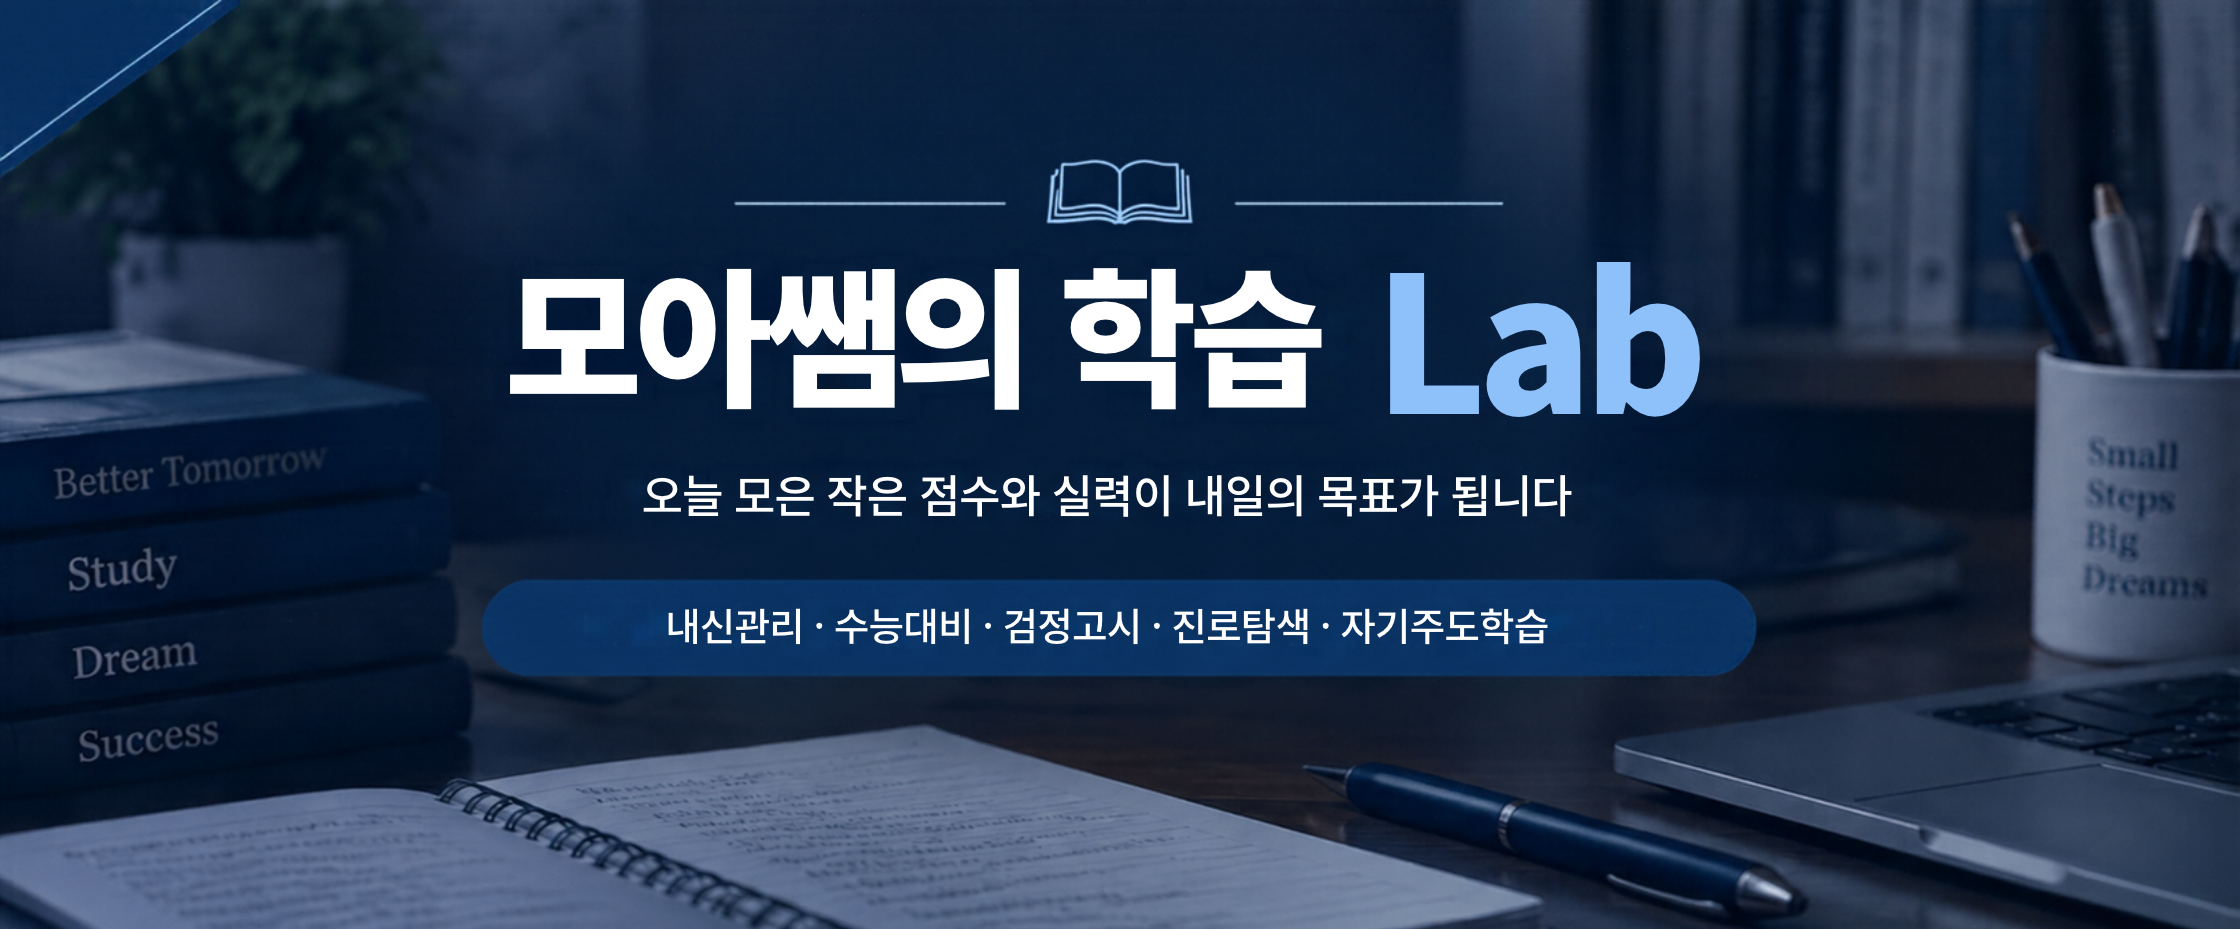 모아쌤의 학습 Lab
오늘 모은 작은 점수와 실력이 내일의 목표가 됩니다
내신관리 · 수능대비 · 검정고시 · 진로탐색 · 자기주도학습
Better Tomorrow
Study
Dream
Success
Small
Steps
Big
Dreams